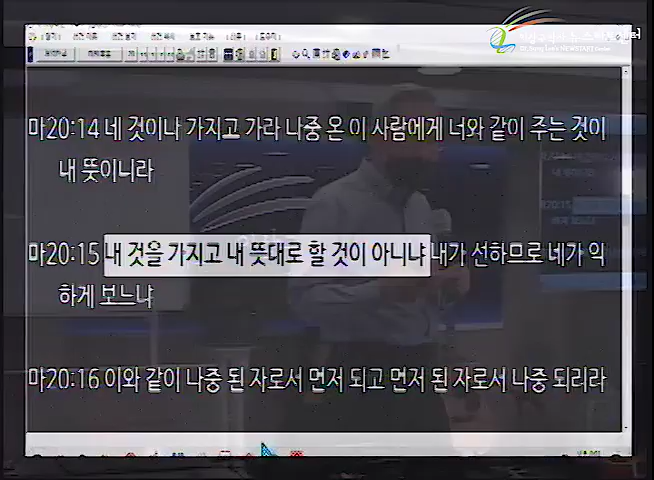 센터
마20:14 네 것이나 가지고 가라 나중 온 이 사람에게 너와 같이 주는 것이
내 뜻이니라
마20:15 내 것을 가지고 내 뜻대로 할 것이 아니냐 내가 선하므로 네가 악
하게 보느냐
마20:16 이와 같이 나중 된 자로서 먼저 되고 먼저 된 자로서 나중 되리라